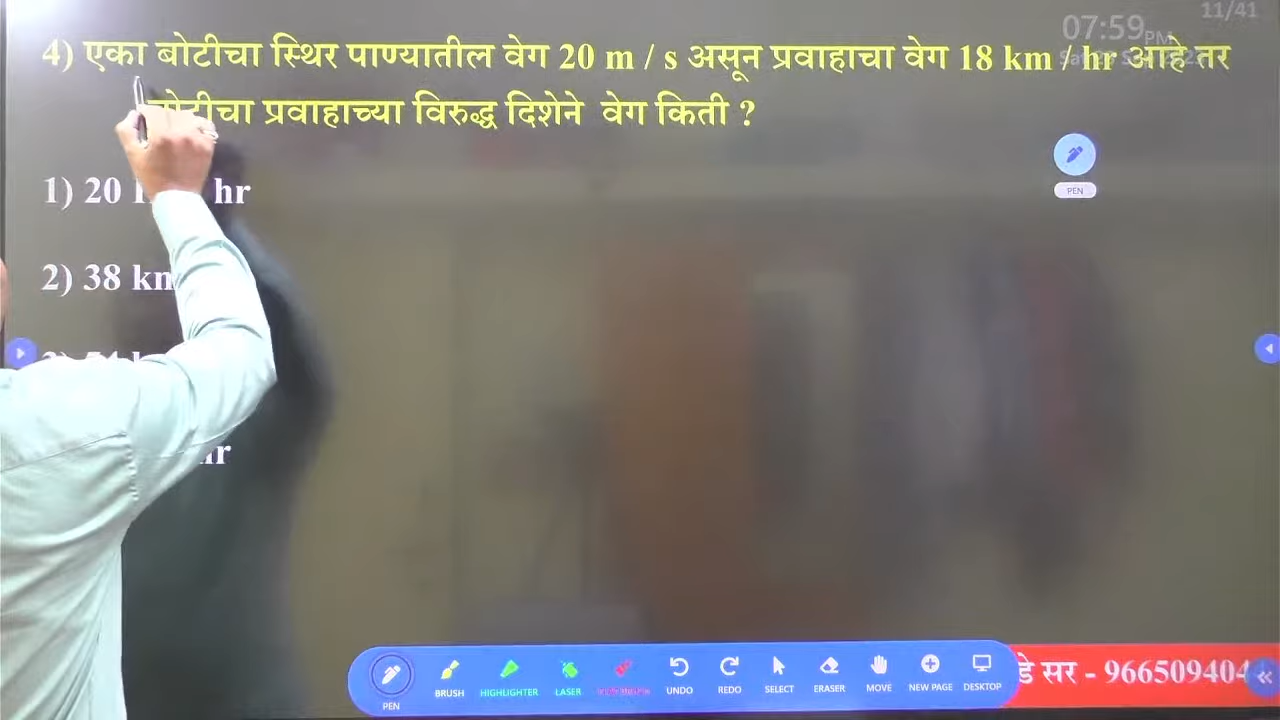 11/41
07:59 PM
4) एका बोटीचा स्थिर पाण्यातील वेग 20 m / s असून प्रवाहाचा वेग 18 km / hr आहे तर
बोटीचा प्रवाहाच्या विरुद्ध दिशेने वेग किती ?
PEN
1) 20 hr
2) 38 km
hr
डे सर - 966509404
PEN BRUSH HIGHLIGHTER LASER UNDO REDO SELECT ERASER MOVE NEW PAGE DESKTOP